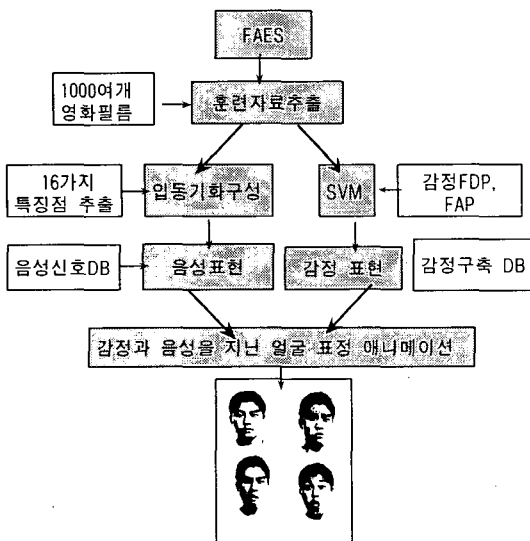 FAES
1000여개
영화필름
훈련자료추출
16가지
특징점 추출
입동기화구성
SVM
감정FDP,
FAP
음성신호DB
음성표현
감정 표현
감정구축 DB
감정과 음성을 지닌 얼굴 표정 애니메이션